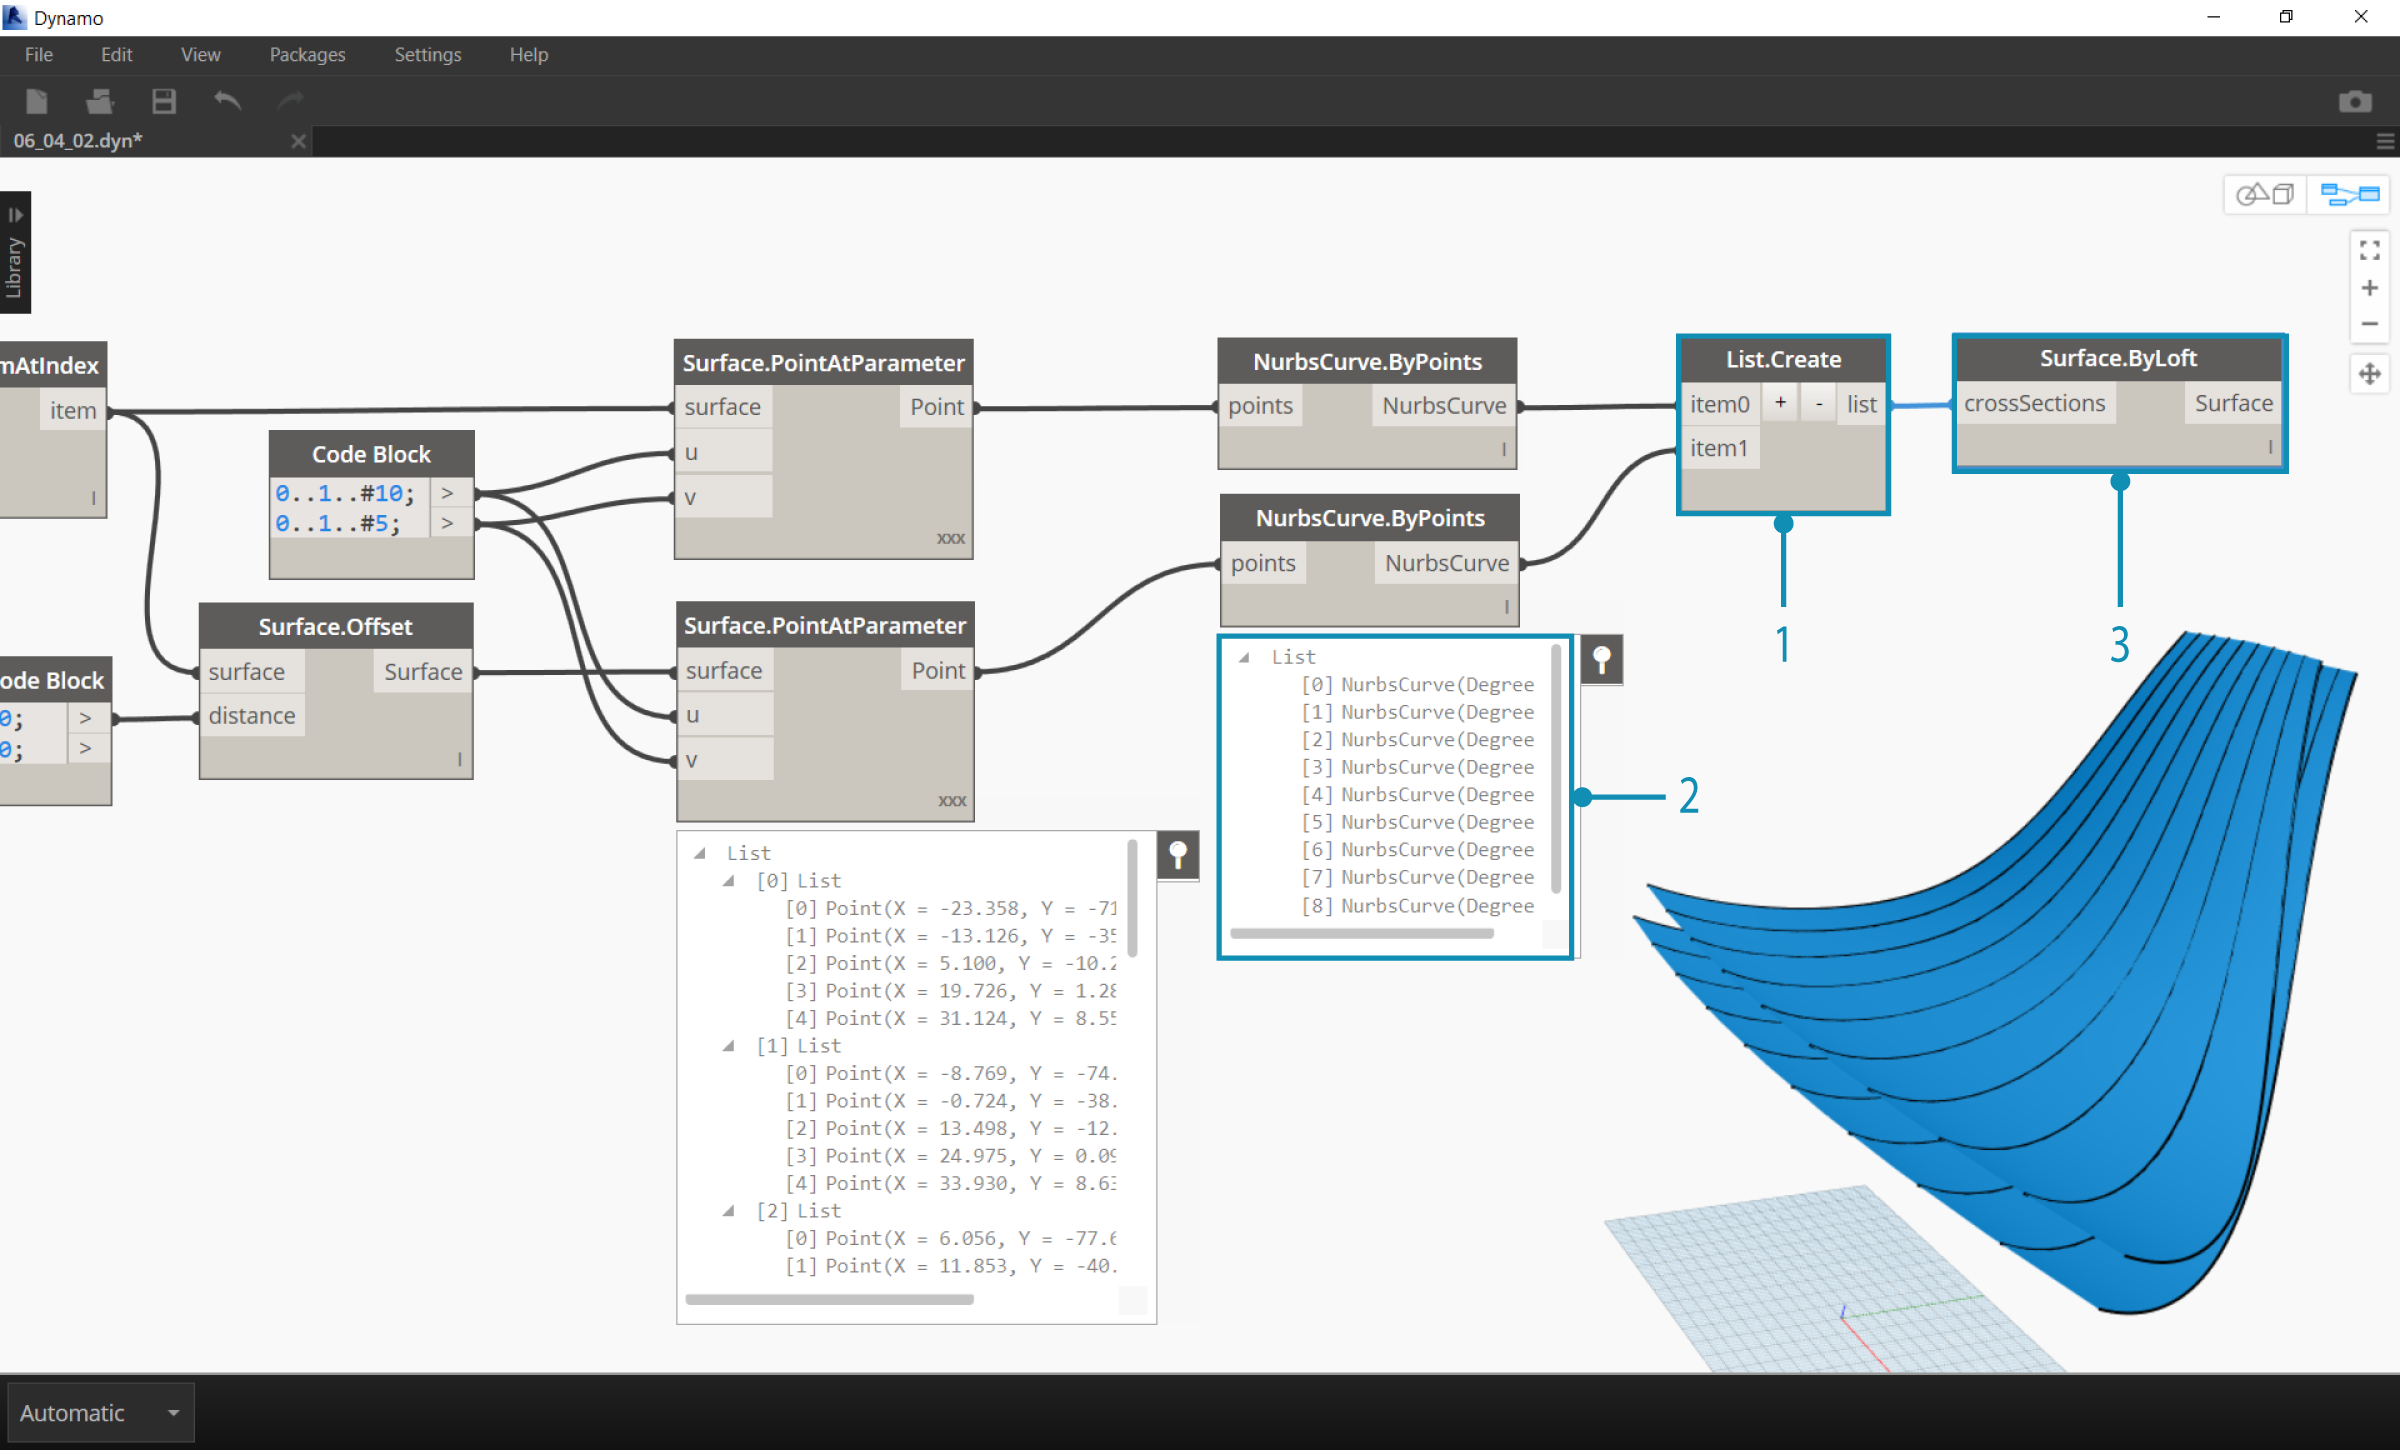 Dynamo
File Edit View Packages Settings Help
06_04_02.dyn*
Library
mAtIndex
item
l
Code Block
0..1..#10; >
0..1..#5; >
Surface.Offset
surface Surface
distance
l
ode Block
0; >
0; >
Surface.PointAtParameter
surface Point
u
v
xxx
Surface.PointAtParameter
surface Point
u
v
xxx
List
[0] List
[0] Point(X = -23.358, Y = -71
[1] Point(X = -13.126, Y = -35
[2] Point(X = 5.100, Y = -10.2
[3] Point(X = 19.726, Y = 1.28
[4] Point(X = 31.124, Y = 8.55
[1] List
[0] Point(X = -8.769, Y = -74.
[1] Point(X = -0.724, Y = -38.
[2] Point(X = 13.498, Y = -12.
[3] Point(X = 24.975, Y = 0.09
[4] Point(X = 33.930, Y = 8.63
[2] List
[0] Point(X = 6.056, Y = -77.6
[1] Point(X = 11.853, Y = -40.
NurbsCurve.ByPoints
points NurbsCurve
l
NurbsCurve.ByPoints
points NurbsCurve
l
List
[0] NurbsCurve(Degree
[1] NurbsCurve(Degree
[2] NurbsCurve(Degree
[3] NurbsCurve(Degree
[4] NurbsCurve(Degree
[5] NurbsCurve(Degree
[6] NurbsCurve(Degree
[7] NurbsCurve(Degree
[8] NurbsCurve(Degree
2
List.Create
item0 + - list
item1
1
Surface.ByLoft
crossSections Surface
l
3
Automatic